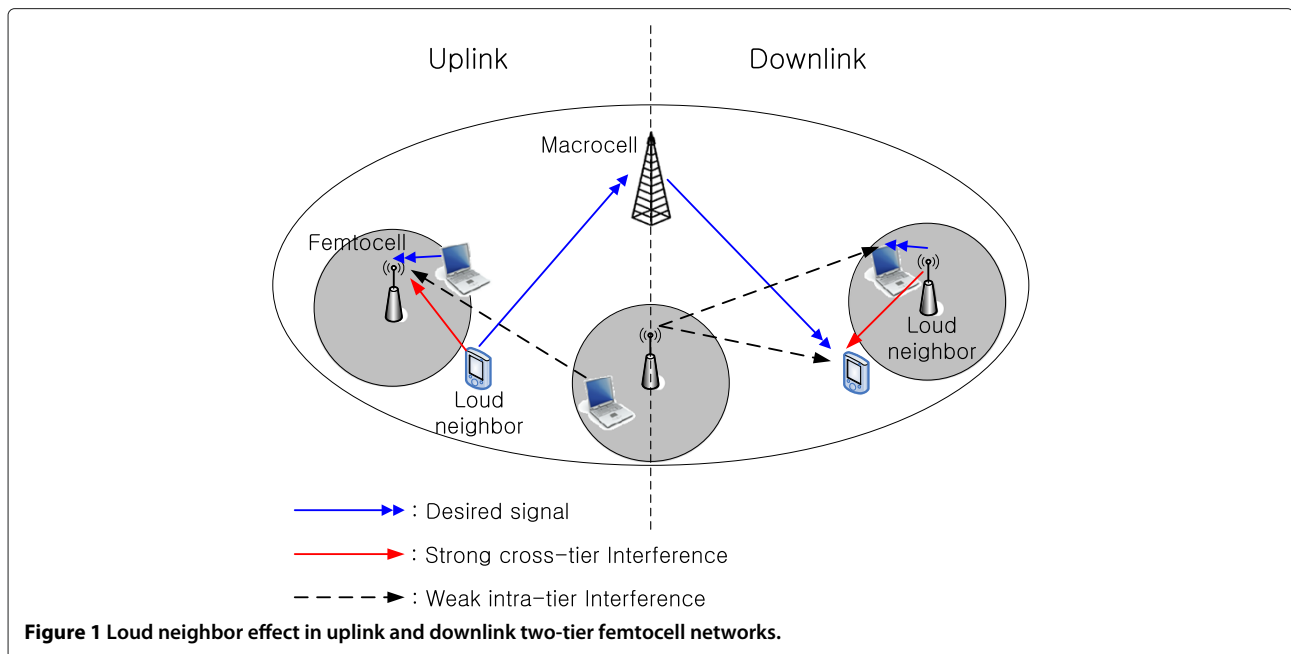 Uplink
Downlink
Macrocell
Femtocell
Loud
neighbor
Loud
neighbor
: Desired signal
: Strong cross-tier Interference
: Weak intra-tier Interference
Figure 1 Loud neighbor effect in uplink and downlink two-tier femtocell networks.